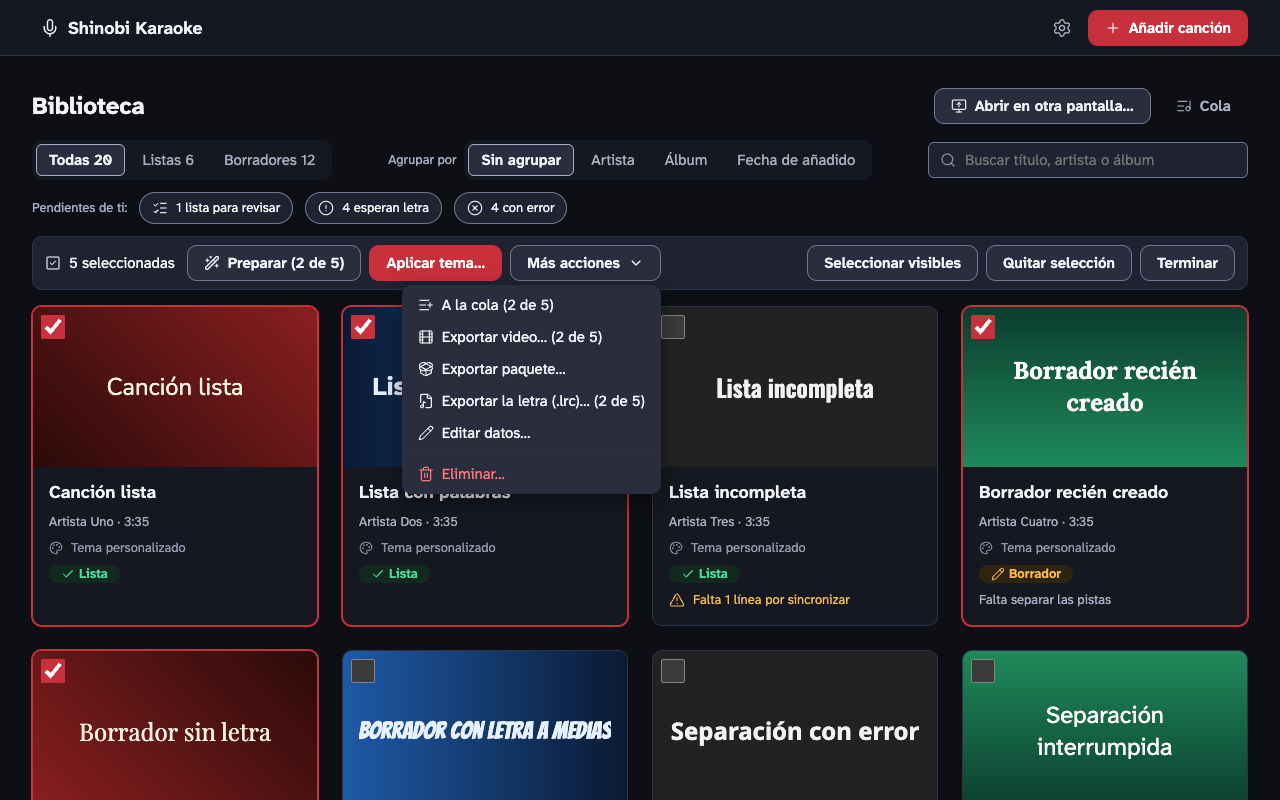 Shinobi Karaoke
Añadir canción
Biblioteca
Abrir en otra pantalla...
Cola
Todas 20
Listas 6
Borradores 12
Agrupar por
Sin agrupar
Artista
Álbum
Fecha de añadido
Buscar título, artista o álbum
Pendientes de ti:
1 lista para revisar
4 esperan letra
4 con error
5 seleccionadas
Preparar (2 de 5)
Aplicar tema...
Más acciones
Seleccionar visibles
Quitar selección
Terminar
A la cola (2 de 5)
Exportar video... (2 de 5)
Exportar paquete...
Exportar la letra (.lrc)... (2 de 5)
Editar datos...
Eliminar...
Canción lista
Lis
Lista incompleta
Borrador recién
creado
Canción lista
Artista Uno · 3:35
Tema personalizado
Lista
Lista con palabras
Artista Dos · 3:35
Tema personalizado
Lista
Lista incompleta
Artista Tres · 3:35
Tema personalizado
Lista
Falta 1 línea por sincronizar
Borrador recién creado
Artista Cuatro · 3:35
Tema personalizado
Borrador
Falta separar las pistas
Borrador sin letra
BORRADOR CON LETRA A MEDIAS
Separación con error
Separación
interrumpida